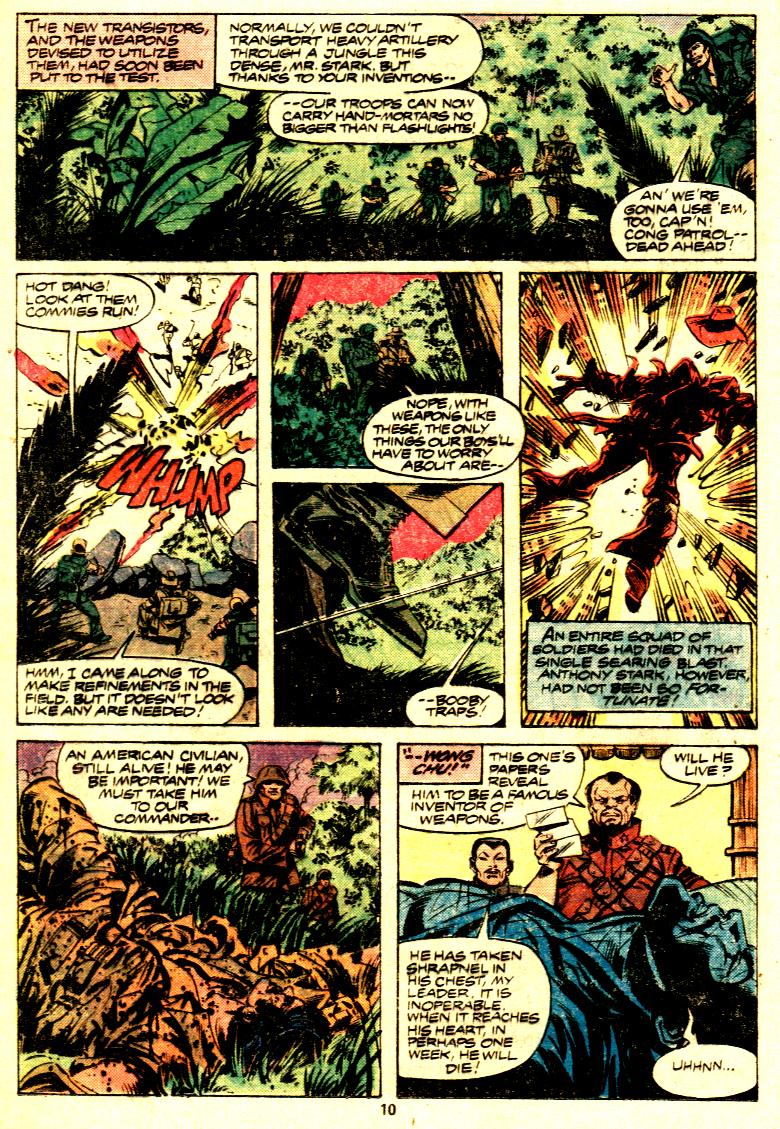 THE NEW TRANSISTORS,
AND THE WEAPONS
DEVISED TO UTILIZE
THEM, HAD SOON BEEN
PUT TO THE TEST.
NORMALLY, WE COULDN'T
TRANSPORT HEAVY ARTILLERY
THROUGH A JUNGLE THIS
DENSE, MR. STARK. BUT
THANKS TO YOUR INVENTIONS--
--OUR TROOPS CAN NOW
CARRY HAND-MORTARS NO
BIGGER THAN FLASHLIGHTS!
AN' WE'RE
GONNA USE 'EM,
TOO, CAP'N!
CONG PATROL--
DEAD AHEAD!
HOT DANG!
LOOK AT THEM
COMMIES RUN!
WHUMP
HMM, I CAME ALONG TO
MAKE REFINEMENTS IN THE
FIELD. BUT IT DOESN'T LOOK
LIKE ANY ARE NEEDED!
NOPE, WITH
WEAPONS LIKE
THESE, THE ONLY
THINGS OUR BOYS'LL
HAVE TO WORRY
ABOUT ARE--
--BOOBY
TRAPS!
AN ENTIRE SQUAD OF
SOLDIERS HAD DIED IN THAT
SINGLE SEARING BLAST.
ANTHONY STARK, HOWEVER,
HAD NOT BEEN SO FOR-
TUNATE!
AN AMERICAN CIVILIAN,
STILL ALIVE! HE MAY
BE IMPORTANT! WE
MUST TAKE HIM
TO OUR
COMMANDER--
"--WONG
CHU!"
THIS ONE'S
PAPERS
REVEAL
HIM TO BE A FAMOUS
INVENTOR OF
WEAPONS.
WILL HE
LIVE?
HE HAS TAKEN
SHRAPNEL IN
HIS CHEST, MY
LEADER. IT IS
INOPERABLE.
WHEN IT REACHES
HIS HEART, IN
PERHAPS ONE
WEEK, HE WILL
DIE!
UHHNN...
10